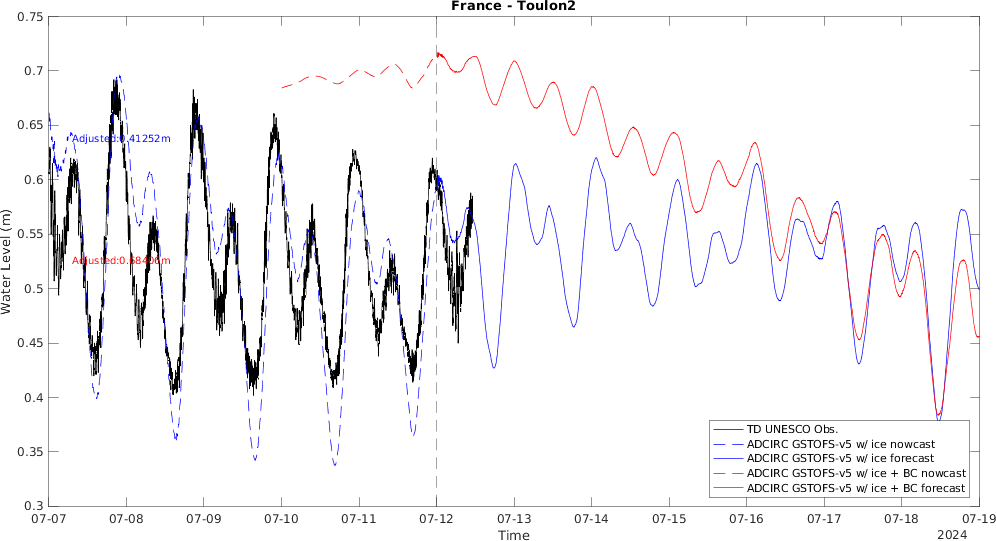 France - Toulon2
0.75
0.7
0.65
0.6
0.55
0.5
0.45
0.4
0.35
0.3
Water Level (m)
Adjusted:0.41252m
TD UNESCO Obs.
ADCIRC GSTOFS-v5 w/ ice nowcast
ADCIRC GSTOFS-v5 w/ ice forecast
ADCIRC GSTOFS-v5 w/ ice + BC nowcast
ADCIRC GSTOFS-v5 w/ ice + BC forecast
07-07 07-08 07-09 07-10 07-11 07-12 07-13 07-14 07-15 07-16 07-17 07-18 07-19
Time
2024